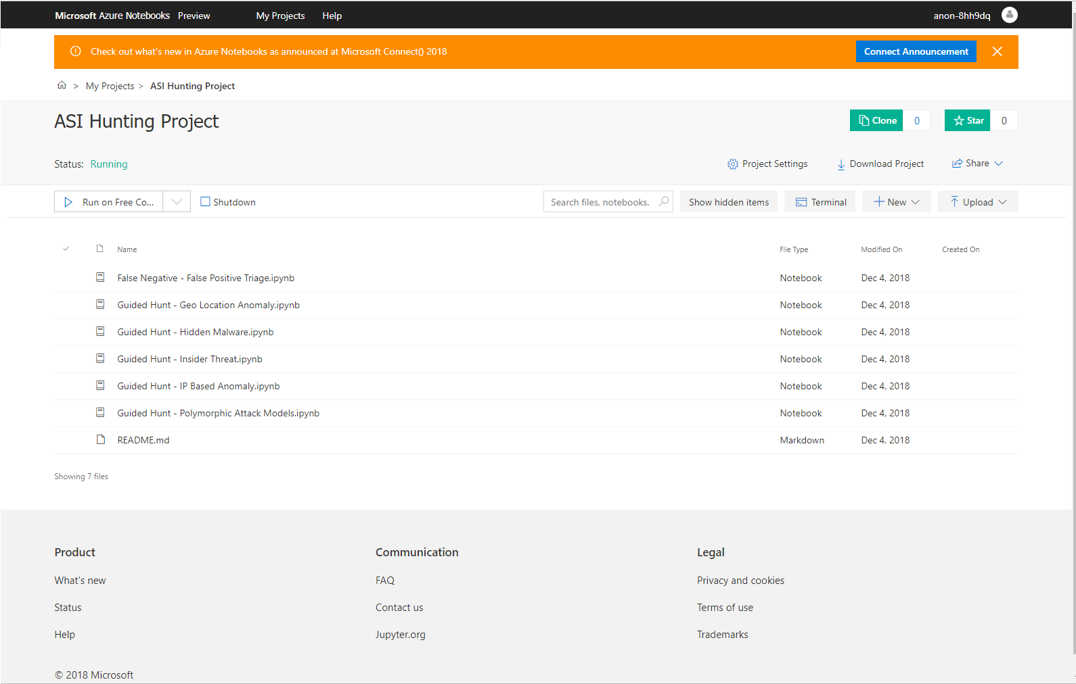 Microsoft Azure Notebooks Preview My Projects Help anon-8hh9dq
Check out what's new in Azure Notebooks as announced at Microsoft Connect() 2018 Connect Announcement
> My Projects > ASI Hunting Project
ASI Hunting Project Clone 0 Star 0
Status: Running Project Settings Download Project Share
Run on Free Co... Shutdown Search files, notebooks. Show hidden items Terminal New Upload
Name File Type Modified On Created On
False Negative - False Positive Triage.ipynb Notebook Dec 4, 2018
Guided Hunt - Geo Location Anomaly.ipynb Notebook Dec 4, 2018
Guided Hunt - Hidden Malware.ipynb Notebook Dec 4, 2018
Guided Hunt - Insider Threat.ipynb Notebook Dec 4, 2018
Guided Hunt - IP Based Anomaly.ipynb Notebook Dec 4, 2018
Guided Hunt - Polymorphic Attack Models.ipynb Notebook Dec 4, 2018
README.md Markdown Dec 4, 2018
Showing 7 files
Product Communication Legal
What's new FAQ Privacy and cookies
Status Contact us Terms of use
Help Jupyter.org Trademarks
© 2018 Microsoft